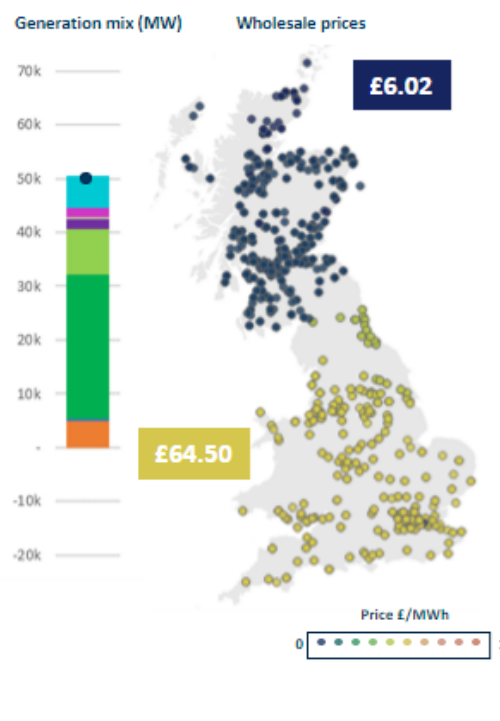 Generation mix (MW)
Wholesale prices
70k
£6.02
60k
50k
40k
30k
20k
10k
-
£64.50
-10k
-20k
Price £/MWh
0